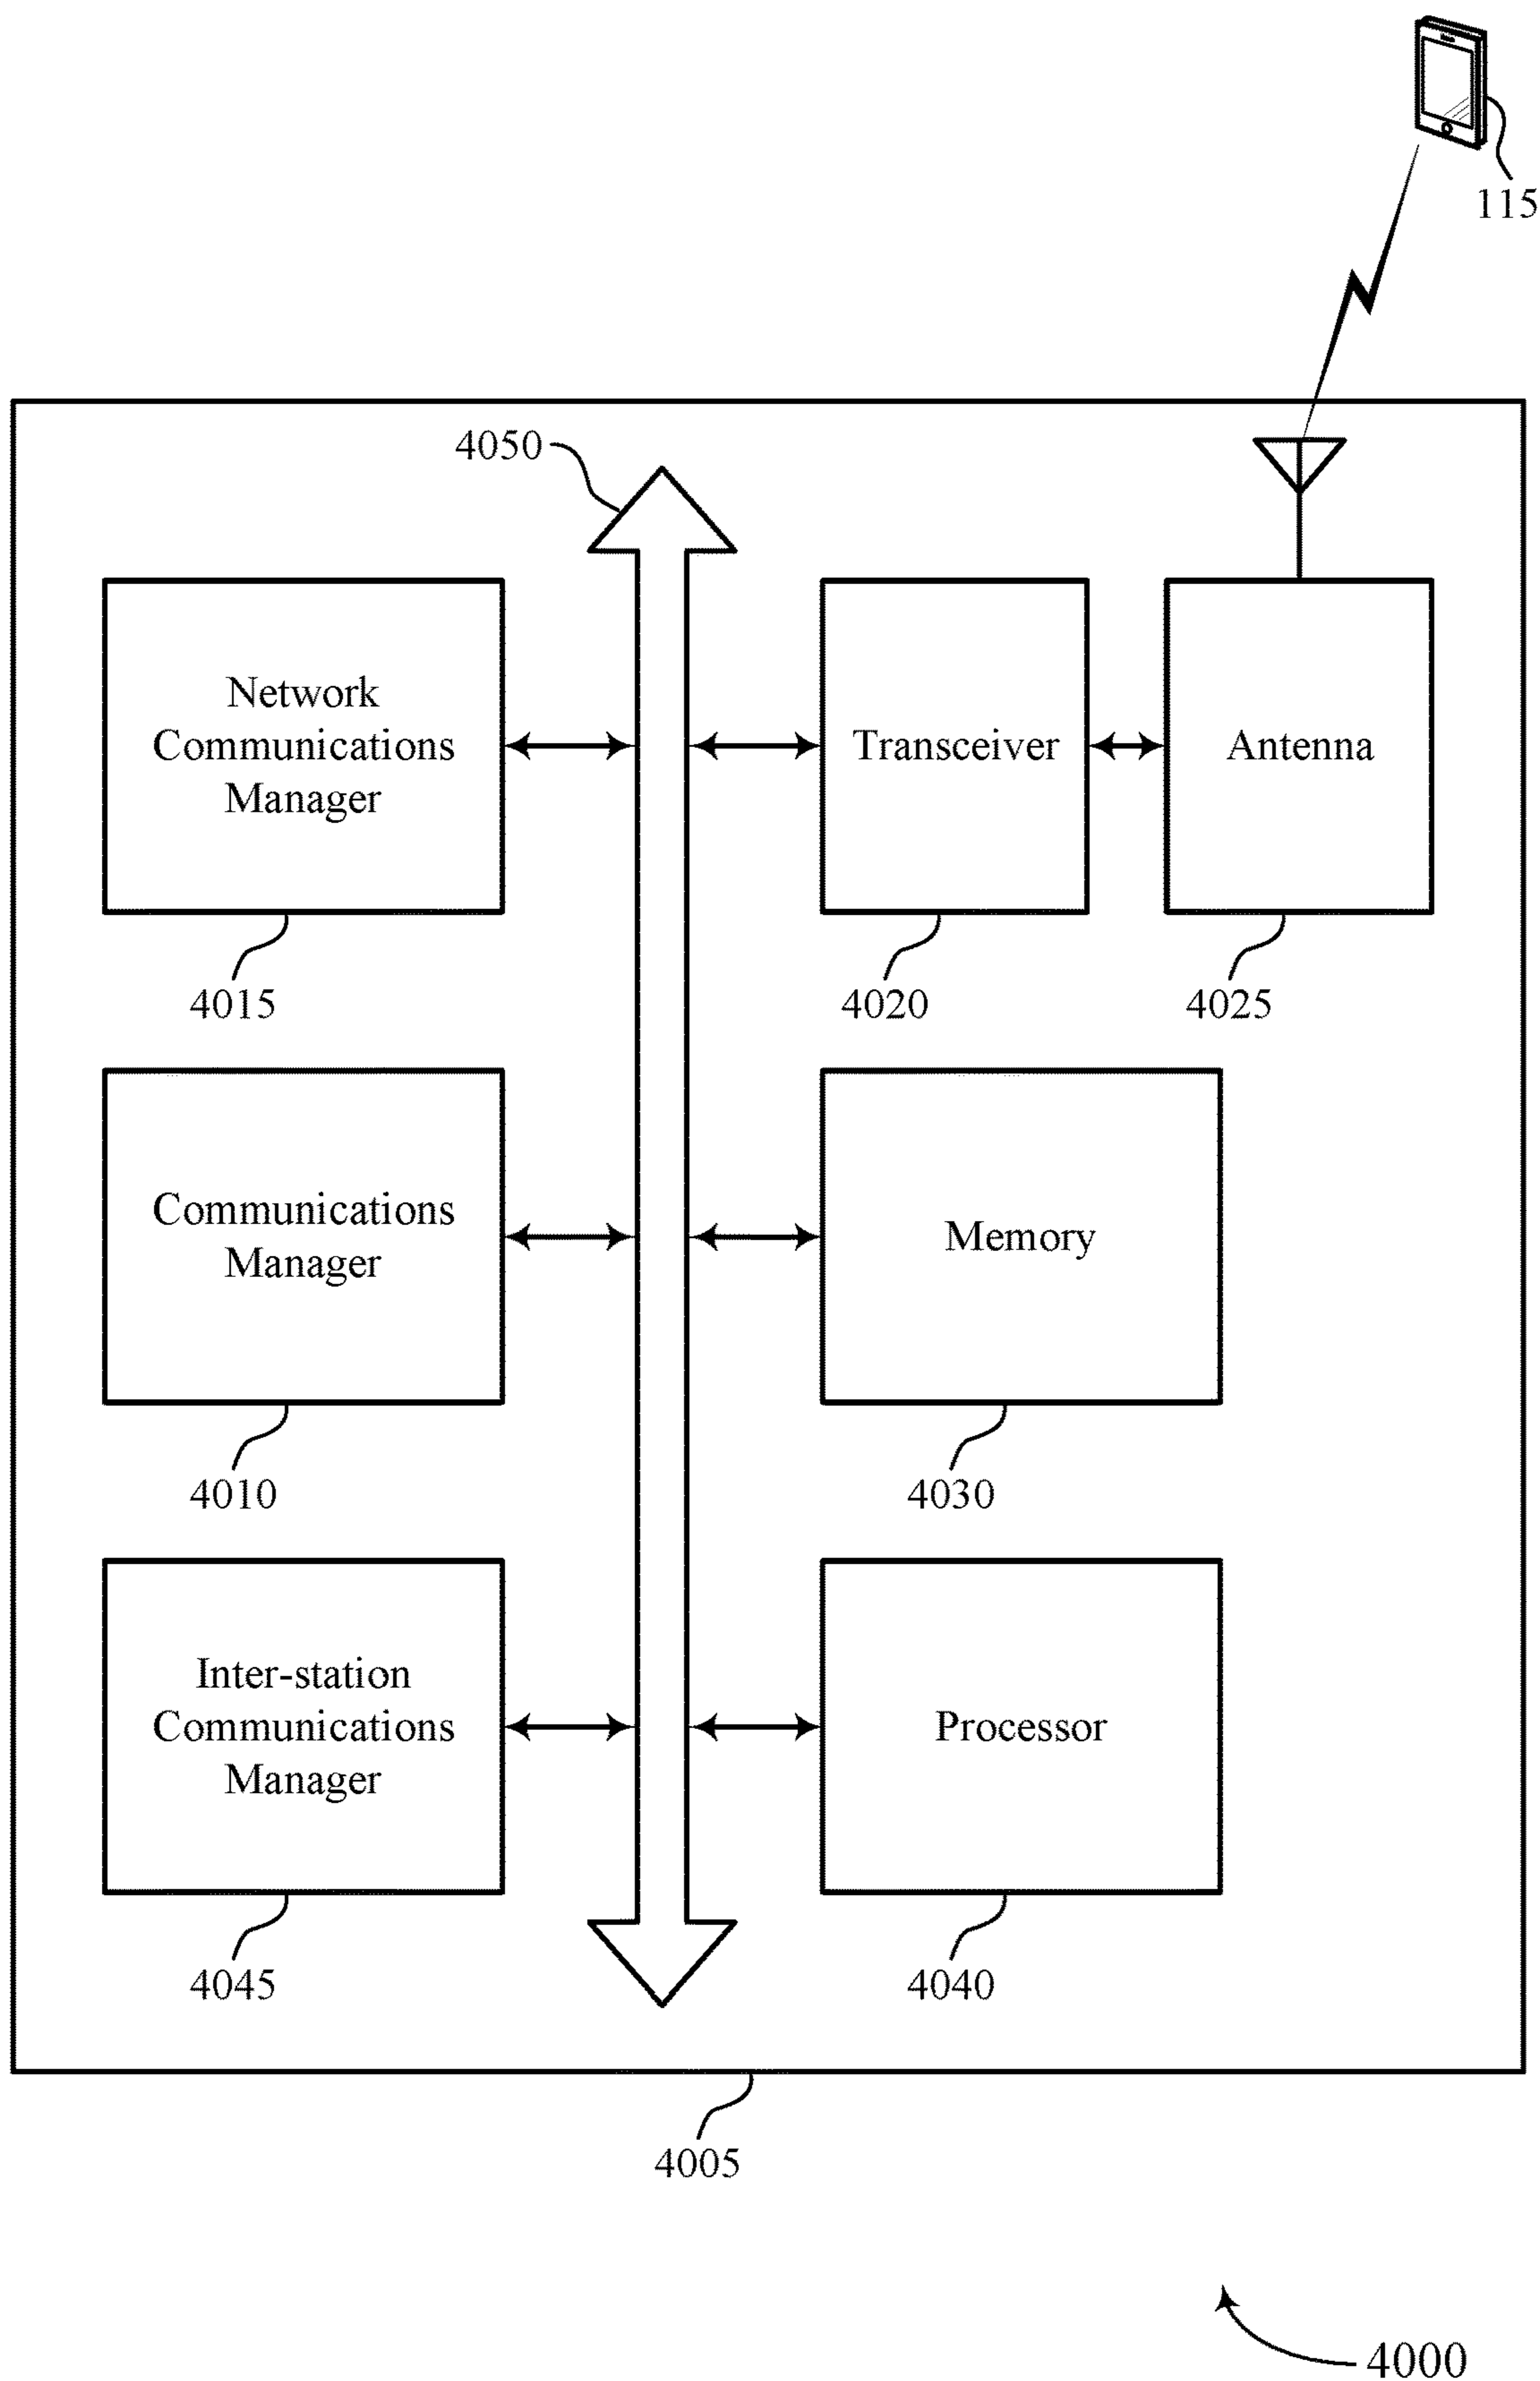 115
4050
Network
Communications
Manager
Transceiver
Antenna
4015
4020
4025
Communications
Manager
Memory
4010
4030
Inter-station
Communications
Manager
Processor
4045
4040
4005
4000